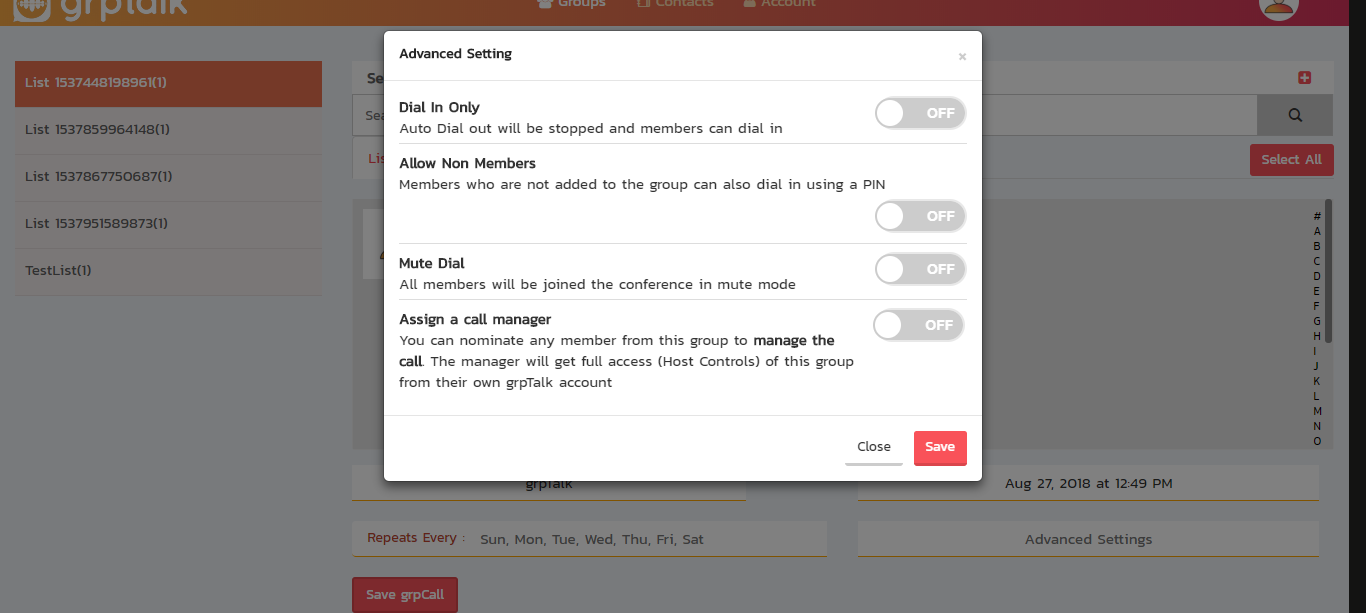 grpTalk
Groups
Contacts
Account
List 1537448198961(1)
List 1537859964148(1)
List 1537867750687(1)
List 1537951589873(1)
TestList(1)
Se
Sea
Lis
Select All
Advanced Setting
×
Dial In Only
OFF
Auto Dial out will be stopped and members can dial in
Allow Non Members
Members who are not added to the group can also dial in using a PIN
OFF
Mute Dial
OFF
All members will be joined the conference in mute mode
Assign a call manager
OFF
You can nominate any member from this group to manage the
call. The manager will get full access (Host Controls) of this group
from their own grpTalk account
Close
Save
#
A
B
C
D
E
F
G
H
I
J
K
L
M
N
O
grpTalk
Aug 27, 2018 at 12:49 PM
Repeats Every : Sun, Mon, Tue, Wed, Thu, Fri, Sat
Advanced Settings
Save grpCall